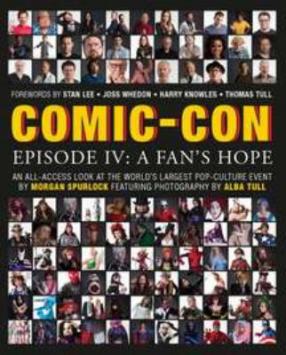 FOREWORDS BY STAN LEE • JOSS WHEDON • HARRY KNOWLES • THOMAS TULL
COMIC-CON
EPISODE IV: A FAN'S HOPE
AN ALL-ACCESS LOOK AT THE WORLD'S LARGEST POP-CULTURE EVENT
BY MORGAN SPURLOCK FEATURING PHOTOGRAPHY BY ALBA TULL